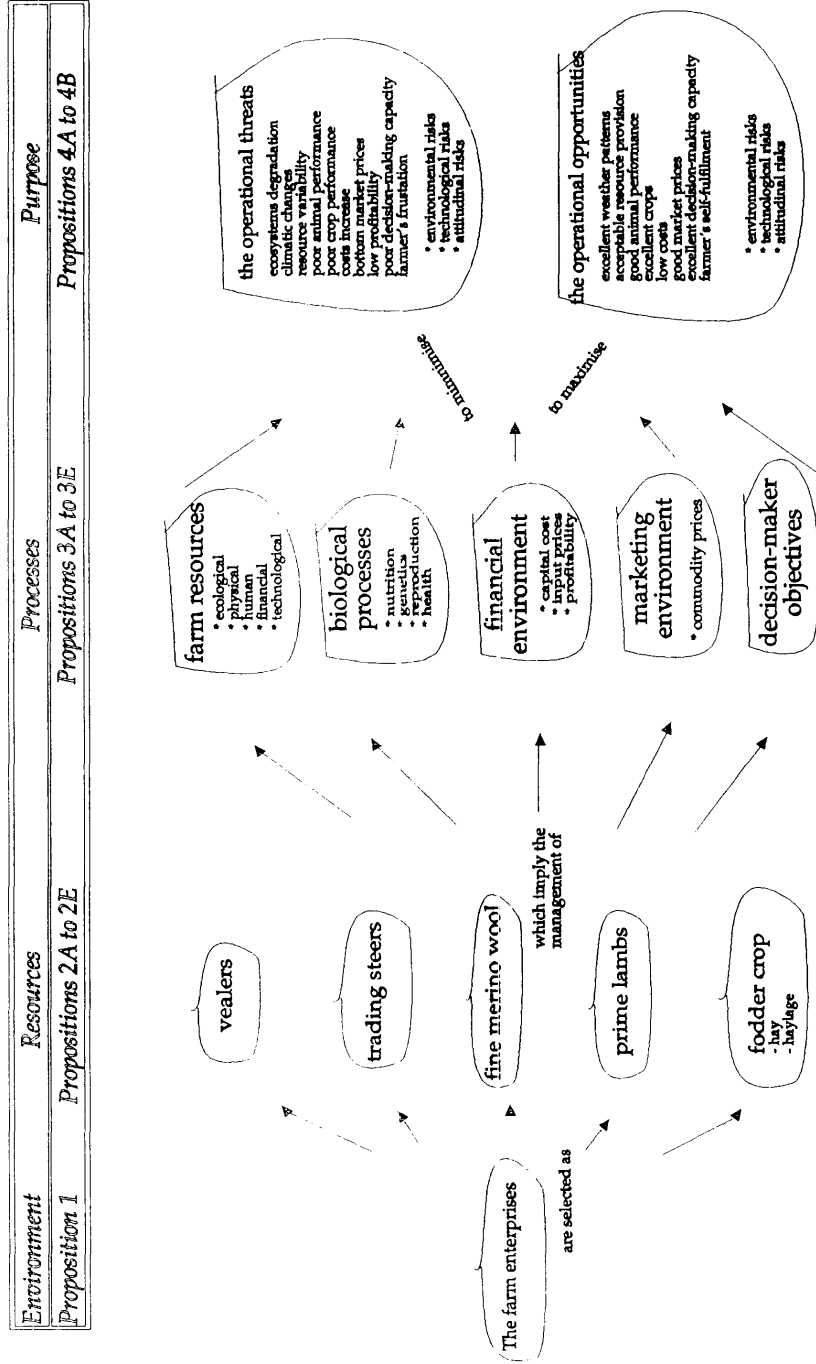 Environment Resources Processes Purpose
Proposition 1 Propositions 2A to 2E Propositions 3A to 3E Propositions 4A to 4B
The farm enterprises
are selected as
vealers
trading steers
fine merino wool
prime lambs
fodder crop
- hay
- haylage
which imply the
management of
farm resources
* ecological
* physical
* human
* financial
* technological
biological
processes
* nutrition
* genetics
* reproduction
* health
financial
environment
* capital cost
* input prices
* profitability
marketing
environment
* commodity prices
decision-maker
objectives
to minimise
to maximise
the operational threats
ecosystems degradation
climatic changes
resource variability
poor animal performance
poor crop performance
costs increase
bottom market prices
low profitability
poor decision-making capacity
farmer's frustation
* environmental risks
* technological risks
* attitudinal risks
the operational opportunities
excellent weather patterns
acceptable resource provision
good animal performance
excellent crops
low costs
good market prices
excellent decision-making capacity
farmer's self-fulfilment
* environmental risks
* technological risks
* attitudinal risks